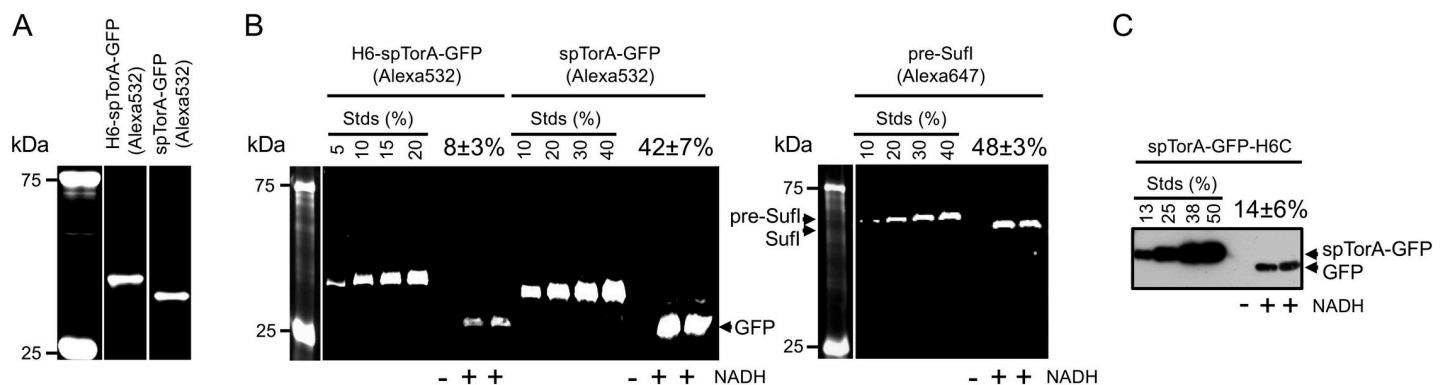 A
H6-spTorA-GFP
(Alexa532)
spTorA-GFP
(Alexa532)
kDa
75
25
B
H6-spTorA-GFP
(Alexa532)
spTorA-GFP
(Alexa532)
Stds (%)
Stds (%)
kDa
5
10
15
20
8±3%
10
20
30
40
42±7%
75
25
GFP
- + +
- + +
NADH
pre-SufI
(Alexa647)
Stds (%)
kDa
10
20
30
40
48±3%
75
pre-SufI
SufI
25
- + +
NADH
C
spTorA-GFP-H6C
Stds (%)
13
25
38
50
14±6%
spTorA-GFP
GFP
- + +
NADH